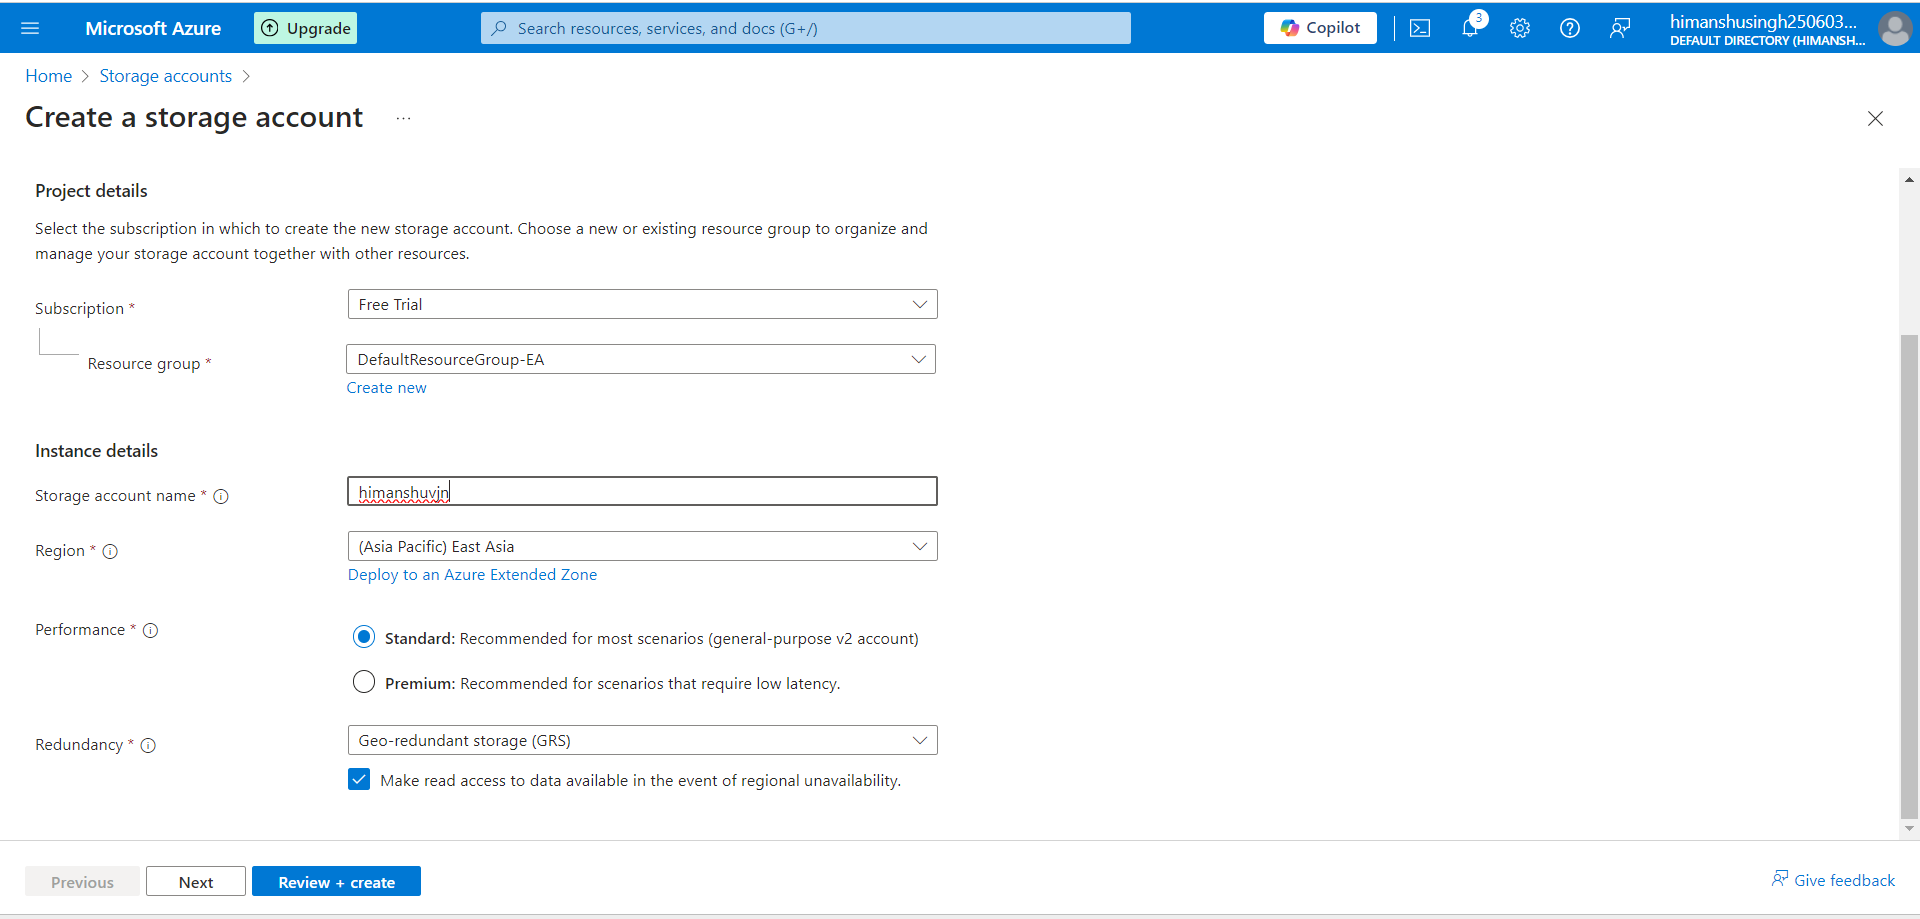 Microsoft Azure
Upgrade
Search resources, services, and docs (G+/)
Copilot
3
himanshusingh250603...
DEFAULT DIRECTORY (HIMANSH...
Home > Storage accounts >
Create a storage account ...
Project details
Select the subscription in which to create the new storage account. Choose a new or existing resource group to organize and
manage your storage account together with other resources.
Subscription *
Free Trial
Resource group *
DefaultResourceGroup-EA
Create new
Instance details
Storage account name *
himanshuvjn
Region *
(Asia Pacific) East Asia
Deploy to an Azure Extended Zone
Performance *
Standard: Recommended for most scenarios (general-purpose v2 account)
Premium: Recommended for scenarios that require low latency.
Redundancy *
Geo-redundant storage (GRS)
Make read access to data available in the event of regional unavailability.
Previous
Next
Review + create
Give feedback